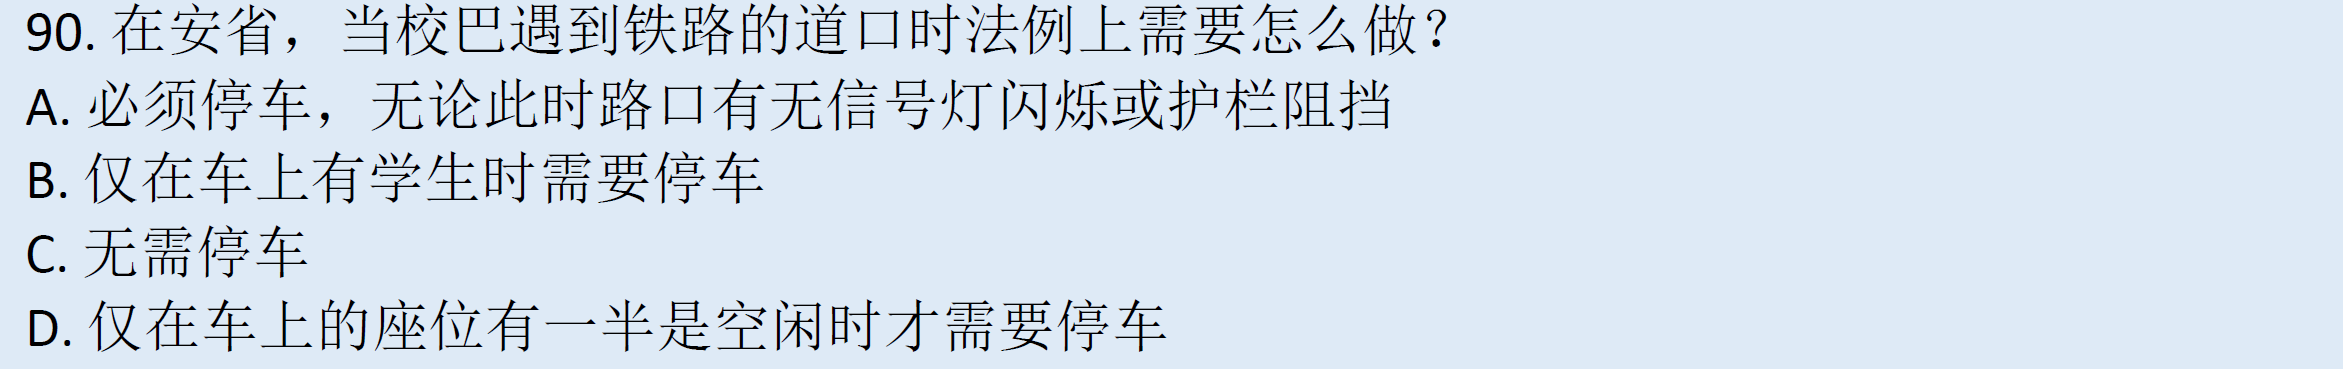 90. 在安省，当校巴遇到铁路的道口时法例上需要怎么做？
A. 必须停车，无论此时路口有无信号灯闪烁或护栏阻挡
B. 仅在车上有学生时需要停车
C. 无需停车
D. 仅在车上的座位有一半是空闲时才需要停车